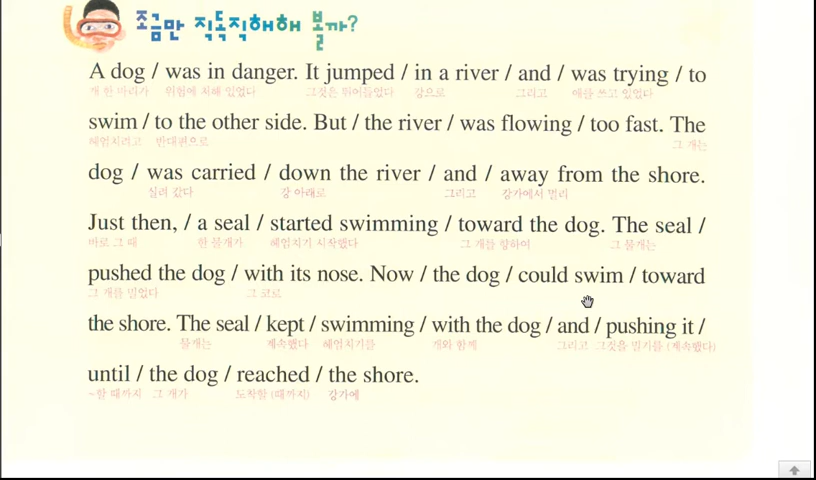 조금만 직독직해해 볼까?
A dog / was in danger. It jumped / in a river / and / was trying / to
개 한 마리가 위험에 처해 있었다 그것은 뛰어들었다 강으로 그리고 애를 쓰고 있었다
swim / to the other side. But / the river / was flowing / too fast. The
헤엄치려고 반대편으로 그 개는
dog / was carried / down the river / and / away from the shore.
실려 갔다 강 아래로 그리고 강가에서 멀리
Just then, / a seal / started swimming / toward the dog. The seal /
바로 그 때 한 물개가 헤엄치기 시작했다 그 개를 향하여 그 물개는
pushed the dog / with its nose. Now / the dog / could swim / toward
그 개를 밀었다 그 코로
the shore. The seal / kept / swimming / with the dog / and / pushing it /
물개는 계속했다 헤엄치기를 개와 함께 그리고 그것을 밀기를 (계속했다)
until / the dog / reached / the shore.
~할 때까지 그 개가 도착할 (때까지) 강가에